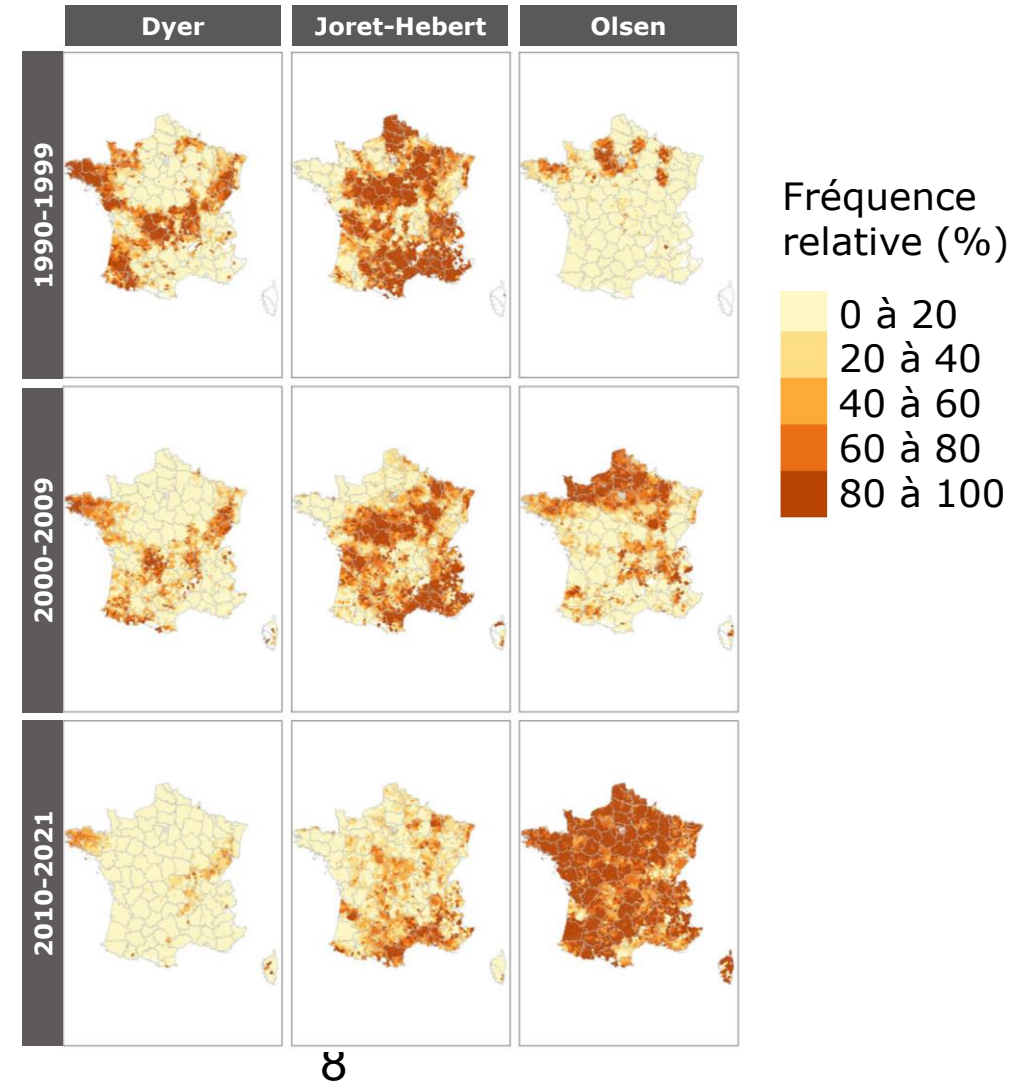 Dyer
Joret-Hebert
Olsen
1990-1999
2000-2009
2010-2021
Fréquence
relative (%)
0 à 20
20 à 40
40 à 60
60 à 80
80 à 100
8